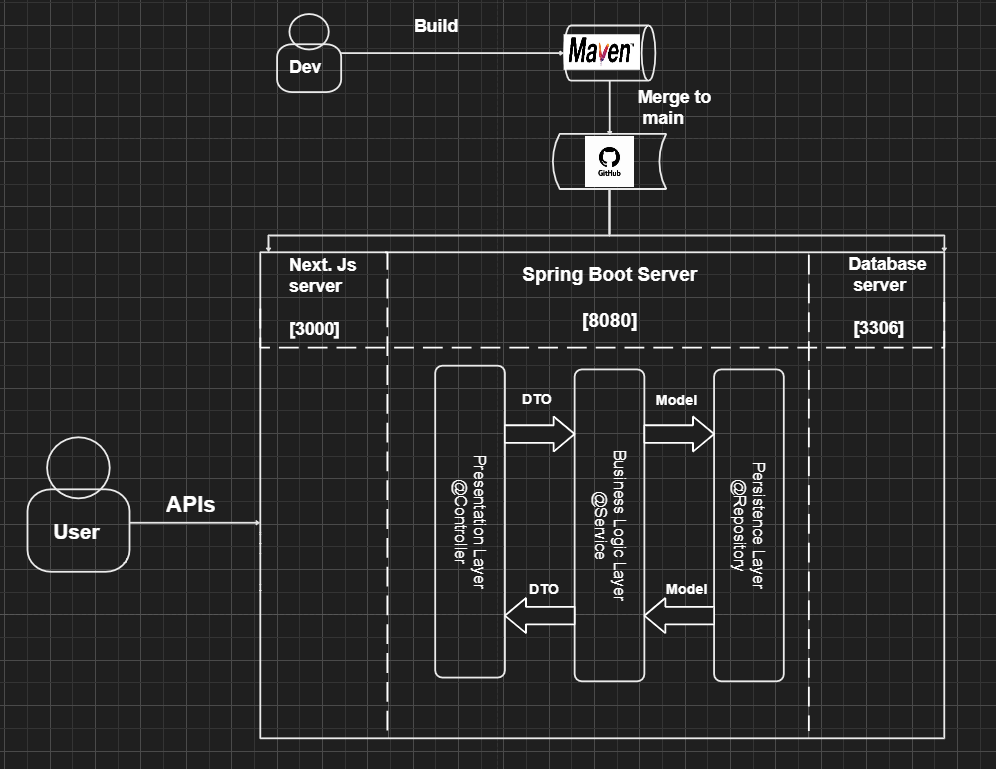 Build
Dev
Maven™
Merge to
main
GitHub
Next. Js
server
[3000]
Spring Boot Server
[8080]
Database
server
[3306]
DTO
Model
Presentation Layer
@Controller
Business Logic Layer
@Service
Persistence Layer
@Repository
APIs
User
DTO
Model